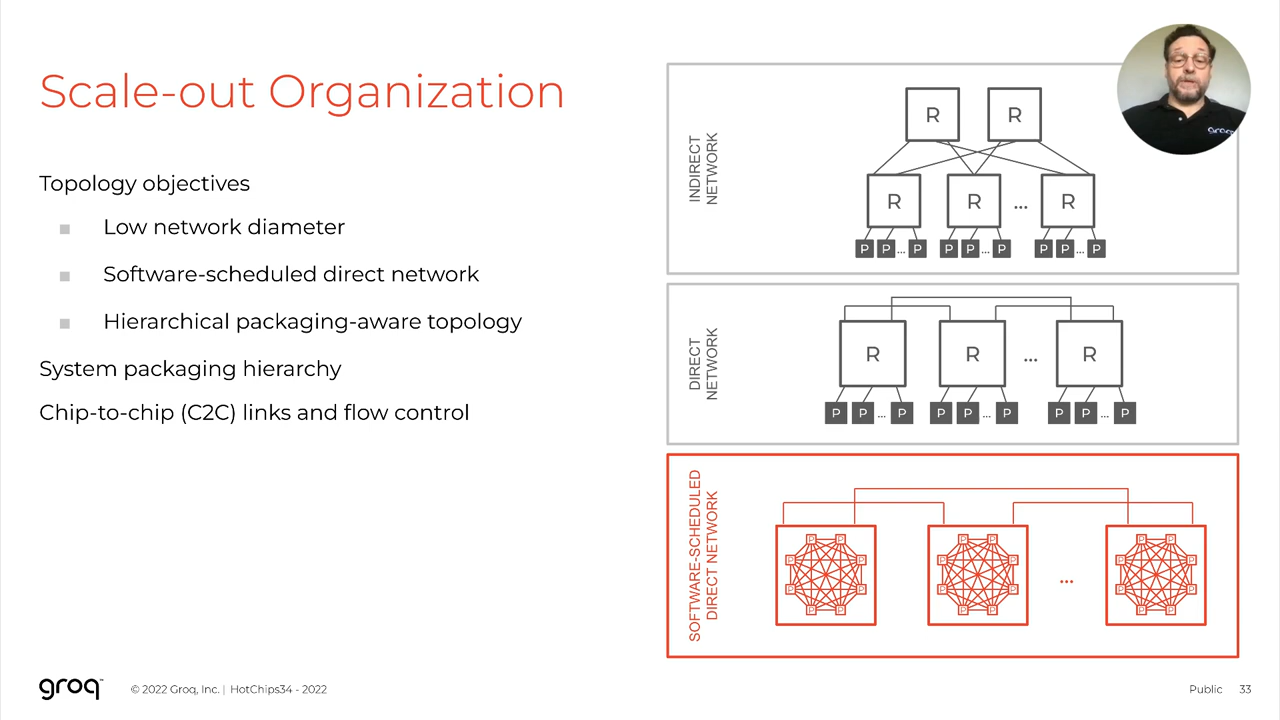 Scale-out Organization
Topology objectives
Low network diameter
Software-scheduled direct network
Hierarchical packaging-aware topology
System packaging hierarchy
Chip-to-chip (C2C) links and flow control
INDIRECT
NETWORK
R R
R R ... R
P P ... P P P ... P P P ... P
DIRECT
NETWORK
R R ... R
P P ... P P P ... P P P ... P
SOFTWARE-SCHEDULED
DIRECT NETWORK
P P P P P P P P
P P P P P P P P
...
P P P P P P P P
groq
groq™
© 2022 Groq, Inc. | HotChips34 - 2022
Public 33